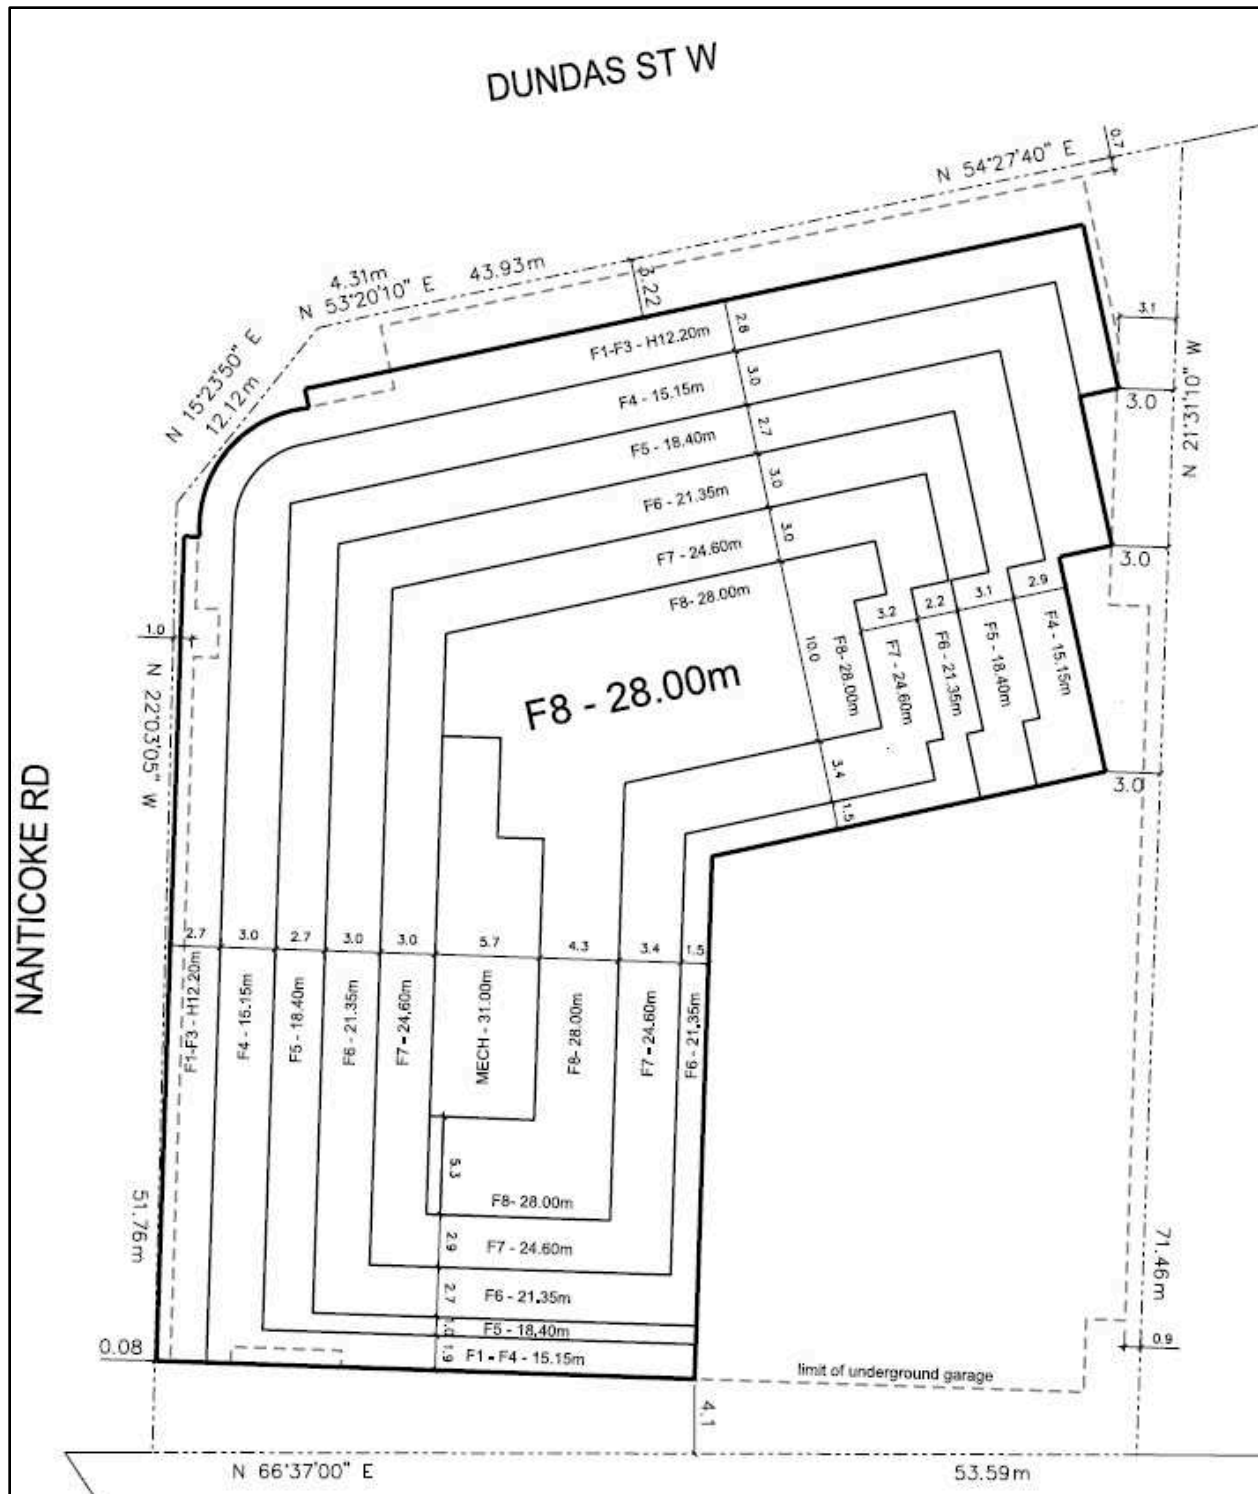 DUNDAS ST W
0.7
N 54°27'40" E
4.31m
N 53°20'10" E
43.93m
3.22
N 15°23'50" E
12.12m
F1-F3 - H12.20m
2.8
3.1
F4 - 15.15m
3.0
3.0
N 21°31'10" W
F5 - 18.40m
2.7
F6 - 21.35m
3.0
F7 - 24.60m
3.0
3.0
F8- 28.00m
3.2
2.2
3.1
2.9
1.0
10.0
F8- 28.00m
F7 - 24.60m
F6 - 21.35m
F5 - 18.40m
F4 - 15.15m
F8 - 28.00m
N 22°03'05" W
3.4
3.0
1.5
NANTICOKE RD
2.7
3.0
2.7
3.0
3.0
5.7
4.3
3.4
1.5
F1-F3 - H12.20m
F4 - 15.15m
F5 - 18.40m
F6 - 21.35m
F7 - 24.60m
MECH - 31.00m
F8- 28.00m
F7 - 24.60m
F6 - 21.35m
5.3
F8- 28.00m
51.76m
2.9
F7 - 24.60m
71.46m
2.7
F6 - 21.35m
1.0
F5 - 18.40m
0.08
1.9
F1 - F4 - 15.15m
0.9
limit of underground garage
4.1
N 66°37'00" E
53.59m